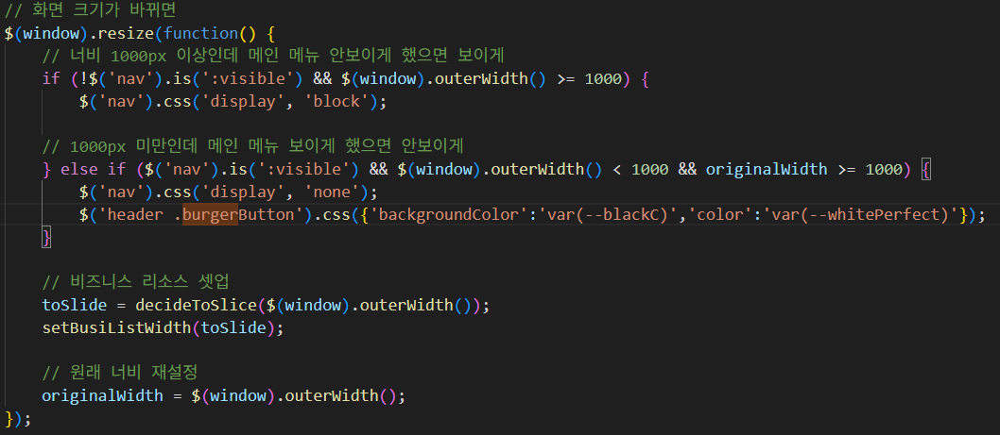 // 화면 크기가 바뀌면
$(window).resize(function() {
// 너비 1000px 이상인데 메인 메뉴 안보이게 했으면 보이게
if (!$('nav').is(':visible') && $(window).outerWidth() >= 1000) {
$('nav').css('display', 'block');
// 1000px 미만인데 메인 메뉴 보이게 했으면 안보이게
} else if ($('nav').is(':visible') && $(window).outerWidth() < 1000 && originalWidth >= 1000) {
$('nav').css('display', 'none');
$('header .burgerButton').css({'backgroundColor':'var(--blackC)','color':'var(--whitePerfect)'});
}
// 비즈니스 리소스 셋업
toSlide = decideToSlice($(window).outerWidth());
setBusiListWidth(toSlide);
// 원래 너비 재설정
originalWidth = $(window).outerWidth();
});